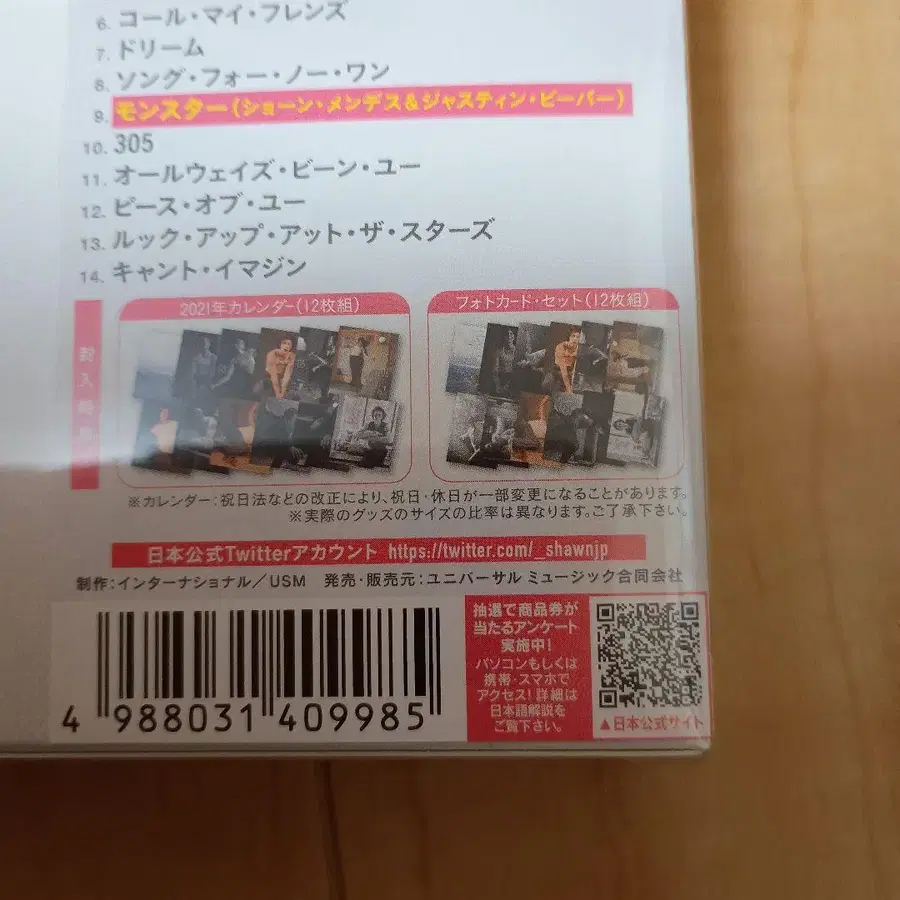 6. コール・マイ・フレンズ
7. ドリーム
8. ソング・フォー・ノー・ワン
9. モンスター(ショーン・メンデス&ジャスティン・ビーバー)
10. 305
11. オールウェイズ・ビーン・ユー
12. ピース・オブ・ユー
13. ルック・アップ・アット・ザ・スターズ
14. キャント・イマジン
封入
2021年カレンダー(12枚組)
フォトカード・セット(12枚組)
※カレンダー:祝日法などの改正により、祝日・休日が一部変更になることがあります。
※実際のグッズのサイズの比率は異なります。ご了承下さい。
日本公式Twitterアカウント https://twitter.com/_shawnjp
制作:インターナショナル/USM 発売・販売元:ユニバーサル ミュージック合同会社
4 988031 409985
抽選で商品券が
当たるアンケート
実施中!
パソコンもしくは
携帯・スマホで
アクセス!詳細は
日本語解説を
ご覧下さい。
▲日本公式サイト